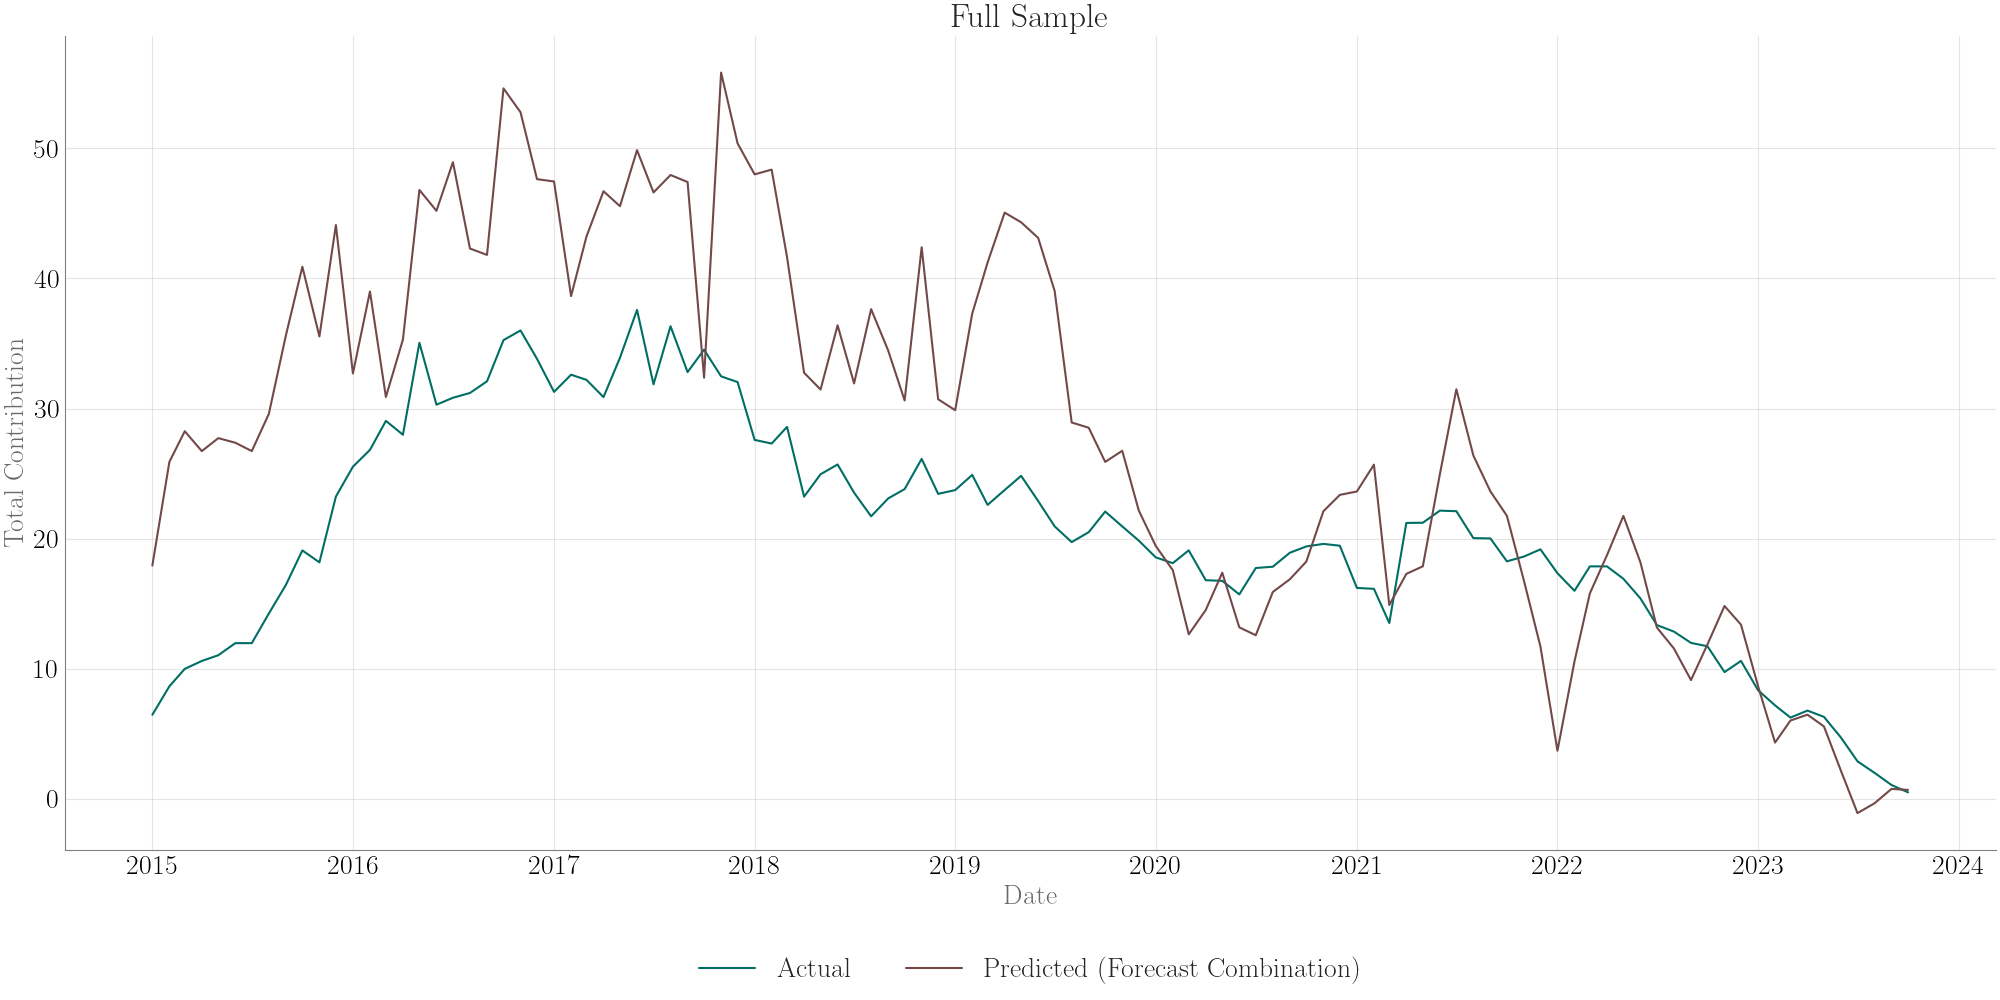 Full Sample
Total Contribution
50
40
30
20
10
0
2015 2016 2017 2018 2019 2020 2021 2022 2023 2024
Date
Actual Predicted (Forecast Combination)